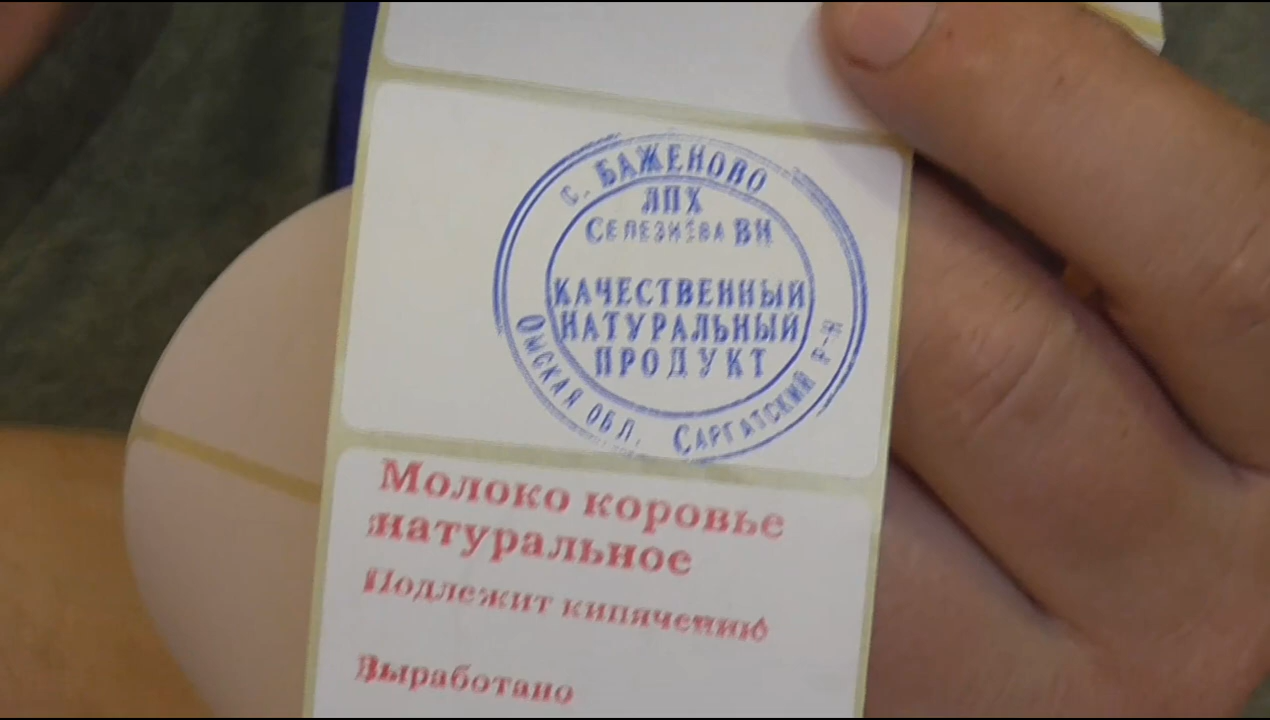 с. БАЖЕНОВО
ЛПХ
СЕЛЕЗНЁВА ВН
КАЧЕСТВЕННЫЙ
НАТУРАЛЬНЫЙ
ПРОДУКТ
ОМСКАЯ ОБЛ. САРГАТСКИЙ Р-Н
Молоко коровье
натуральное
Подлежит кипячению
Выработано